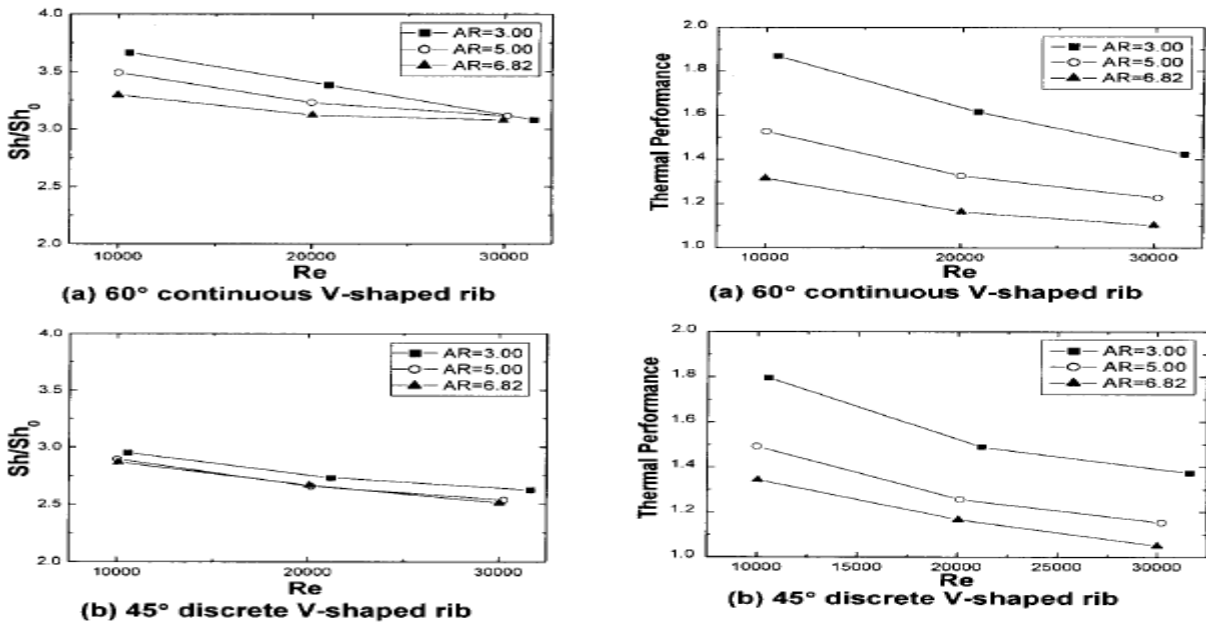 4.0
3.5
3.0
2.5
2.0
Sh/Sh₀
AR=3.00
AR=5.00
AR=6.82
10000
20000
30000
Re
(a) 60° continuous V-shaped rib
2.0
1.8
1.6
1.4
1.2
1.0
Thermal Performance
AR=3.00
AR=5.00
AR=6.82
10000
20000
30000
Re
(a) 60° continuous V-shaped rib
4.0
3.5
3.0
2.5
2.0
Sh/Sh₀
AR=3.00
AR=5.00
AR=6.82
10000
20000
30000
Re
(b) 45° discrete V-shaped rib
2.0
1.8
1.6
1.4
1.2
1.0
Thermal Performance
AR=3.00
AR=5.00
AR=6.82
10000
15000
20000
25000
30000
Re
(b) 45° discrete V-shaped rib